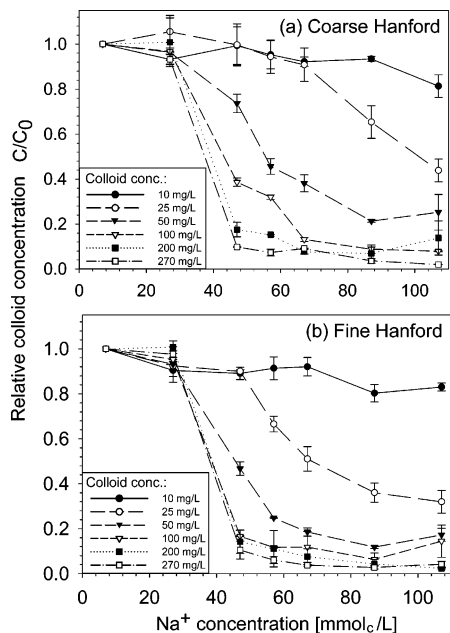 (a) Coarse Hanford
Relative colloid concentration C/C₀
1.0
0.8
0.6
0.4
0.2
0.0
Colloid conc.:
10 mg/L
25 mg/L
50 mg/L
100 mg/L
200 mg/L
270 mg/L
0 20 40 60 80 100
(b) Fine Hanford
1.0
0.8
0.6
0.4
0.2
0.0
Colloid conc.:
10 mg/L
25 mg/L
50 mg/L
100 mg/L
200 mg/L
270 mg/L
0 20 40 60 80 100
Na⁺ concentration [mmol_c/L]